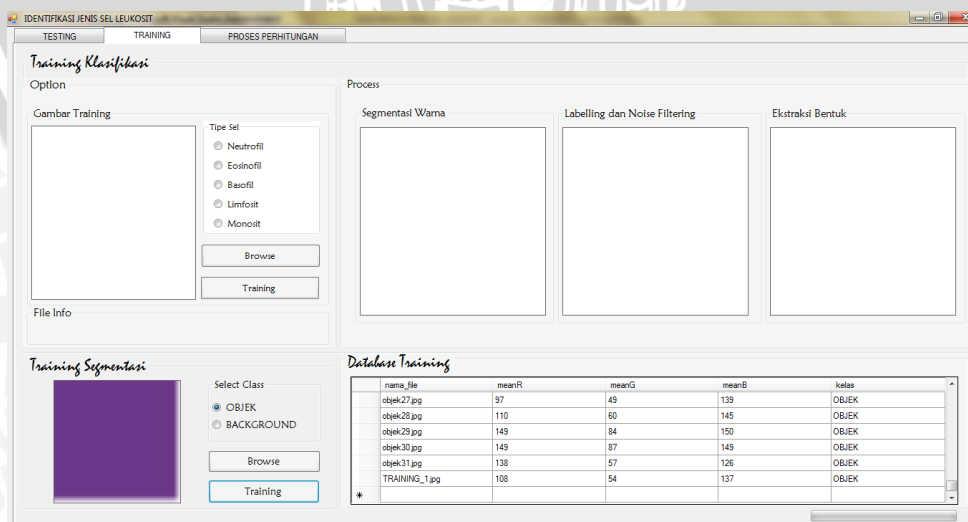 IDENTIFIKASI JENIS SEL LEUKOSIT
TESTING TRAINING PROSES PERHITUNGAN
Training Klasifikasi
Option
Gambar Training
Tipe Sel
Neutrofil
Eosinofil
Basofil
Limfosit
Monosit
Browse
Training
File Info
Process
Segmentasi Warna
Labelling dan Noise Filtering
Ekstraksi Bentuk
Training Segmentasi
Select Class
OBJEK
BACKGROUND
Browse
Training
Database Training
nama_file meanR meanG meanB kelas
objek27.jpg 97 49 139 OBJEK
objek28.jpg 110 60 145 OBJEK
objek29.jpg 149 84 150 OBJEK
objek30.jpg 149 87 149 OBJEK
objek31.jpg 138 57 126 OBJEK
TRAINING_1.jpg 108 54 137 OBJEK